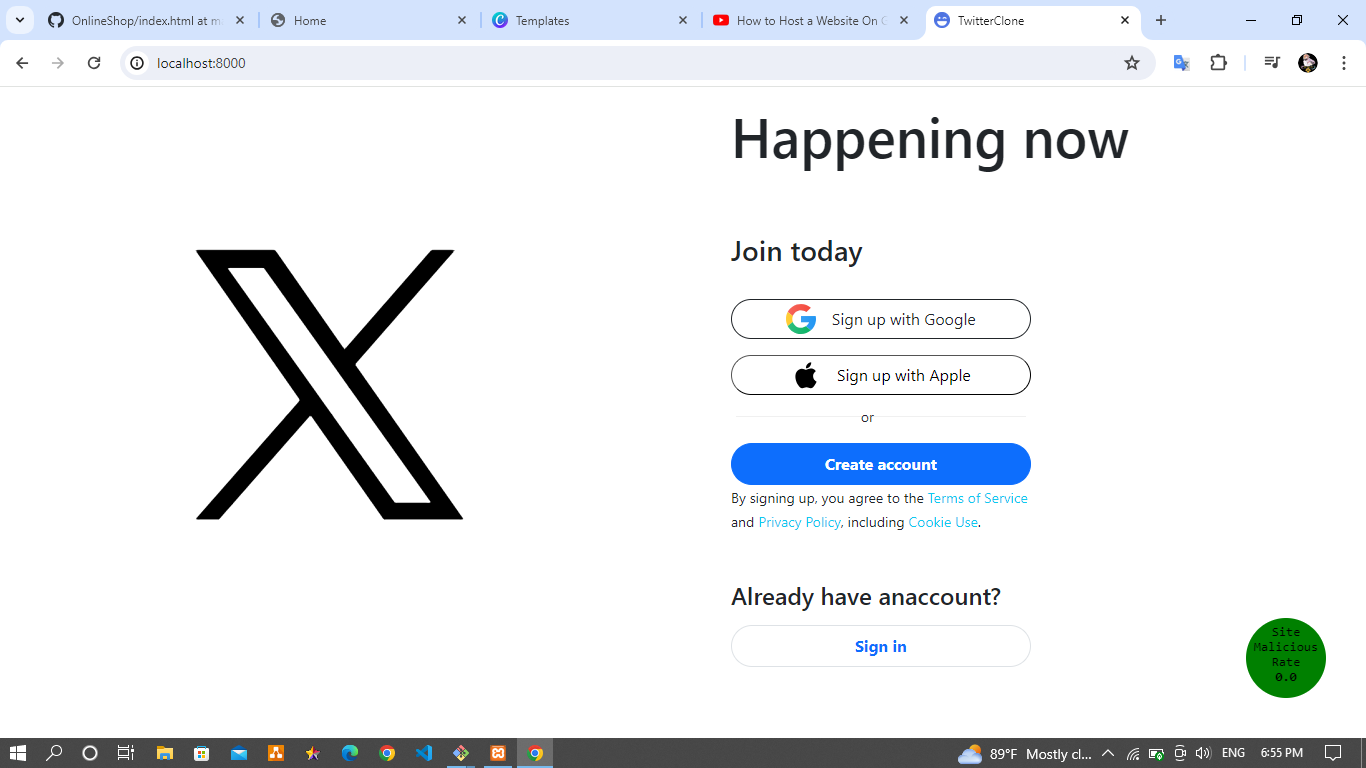 OnlineShop/index.html at ma
Home
Templates
How to Host a Website On
TwitterClone
localhost:8000
Happening now
Join today
Sign up with Google
Sign up with Apple
or
Create account
By signing up, you agree to the Terms of Service
and Privacy Policy, including Cookie Use.
Already have anaccount?
Sign in
Site
Malicious
Rate
0.0
89°F Mostly cl...
ENG
6:55 PM